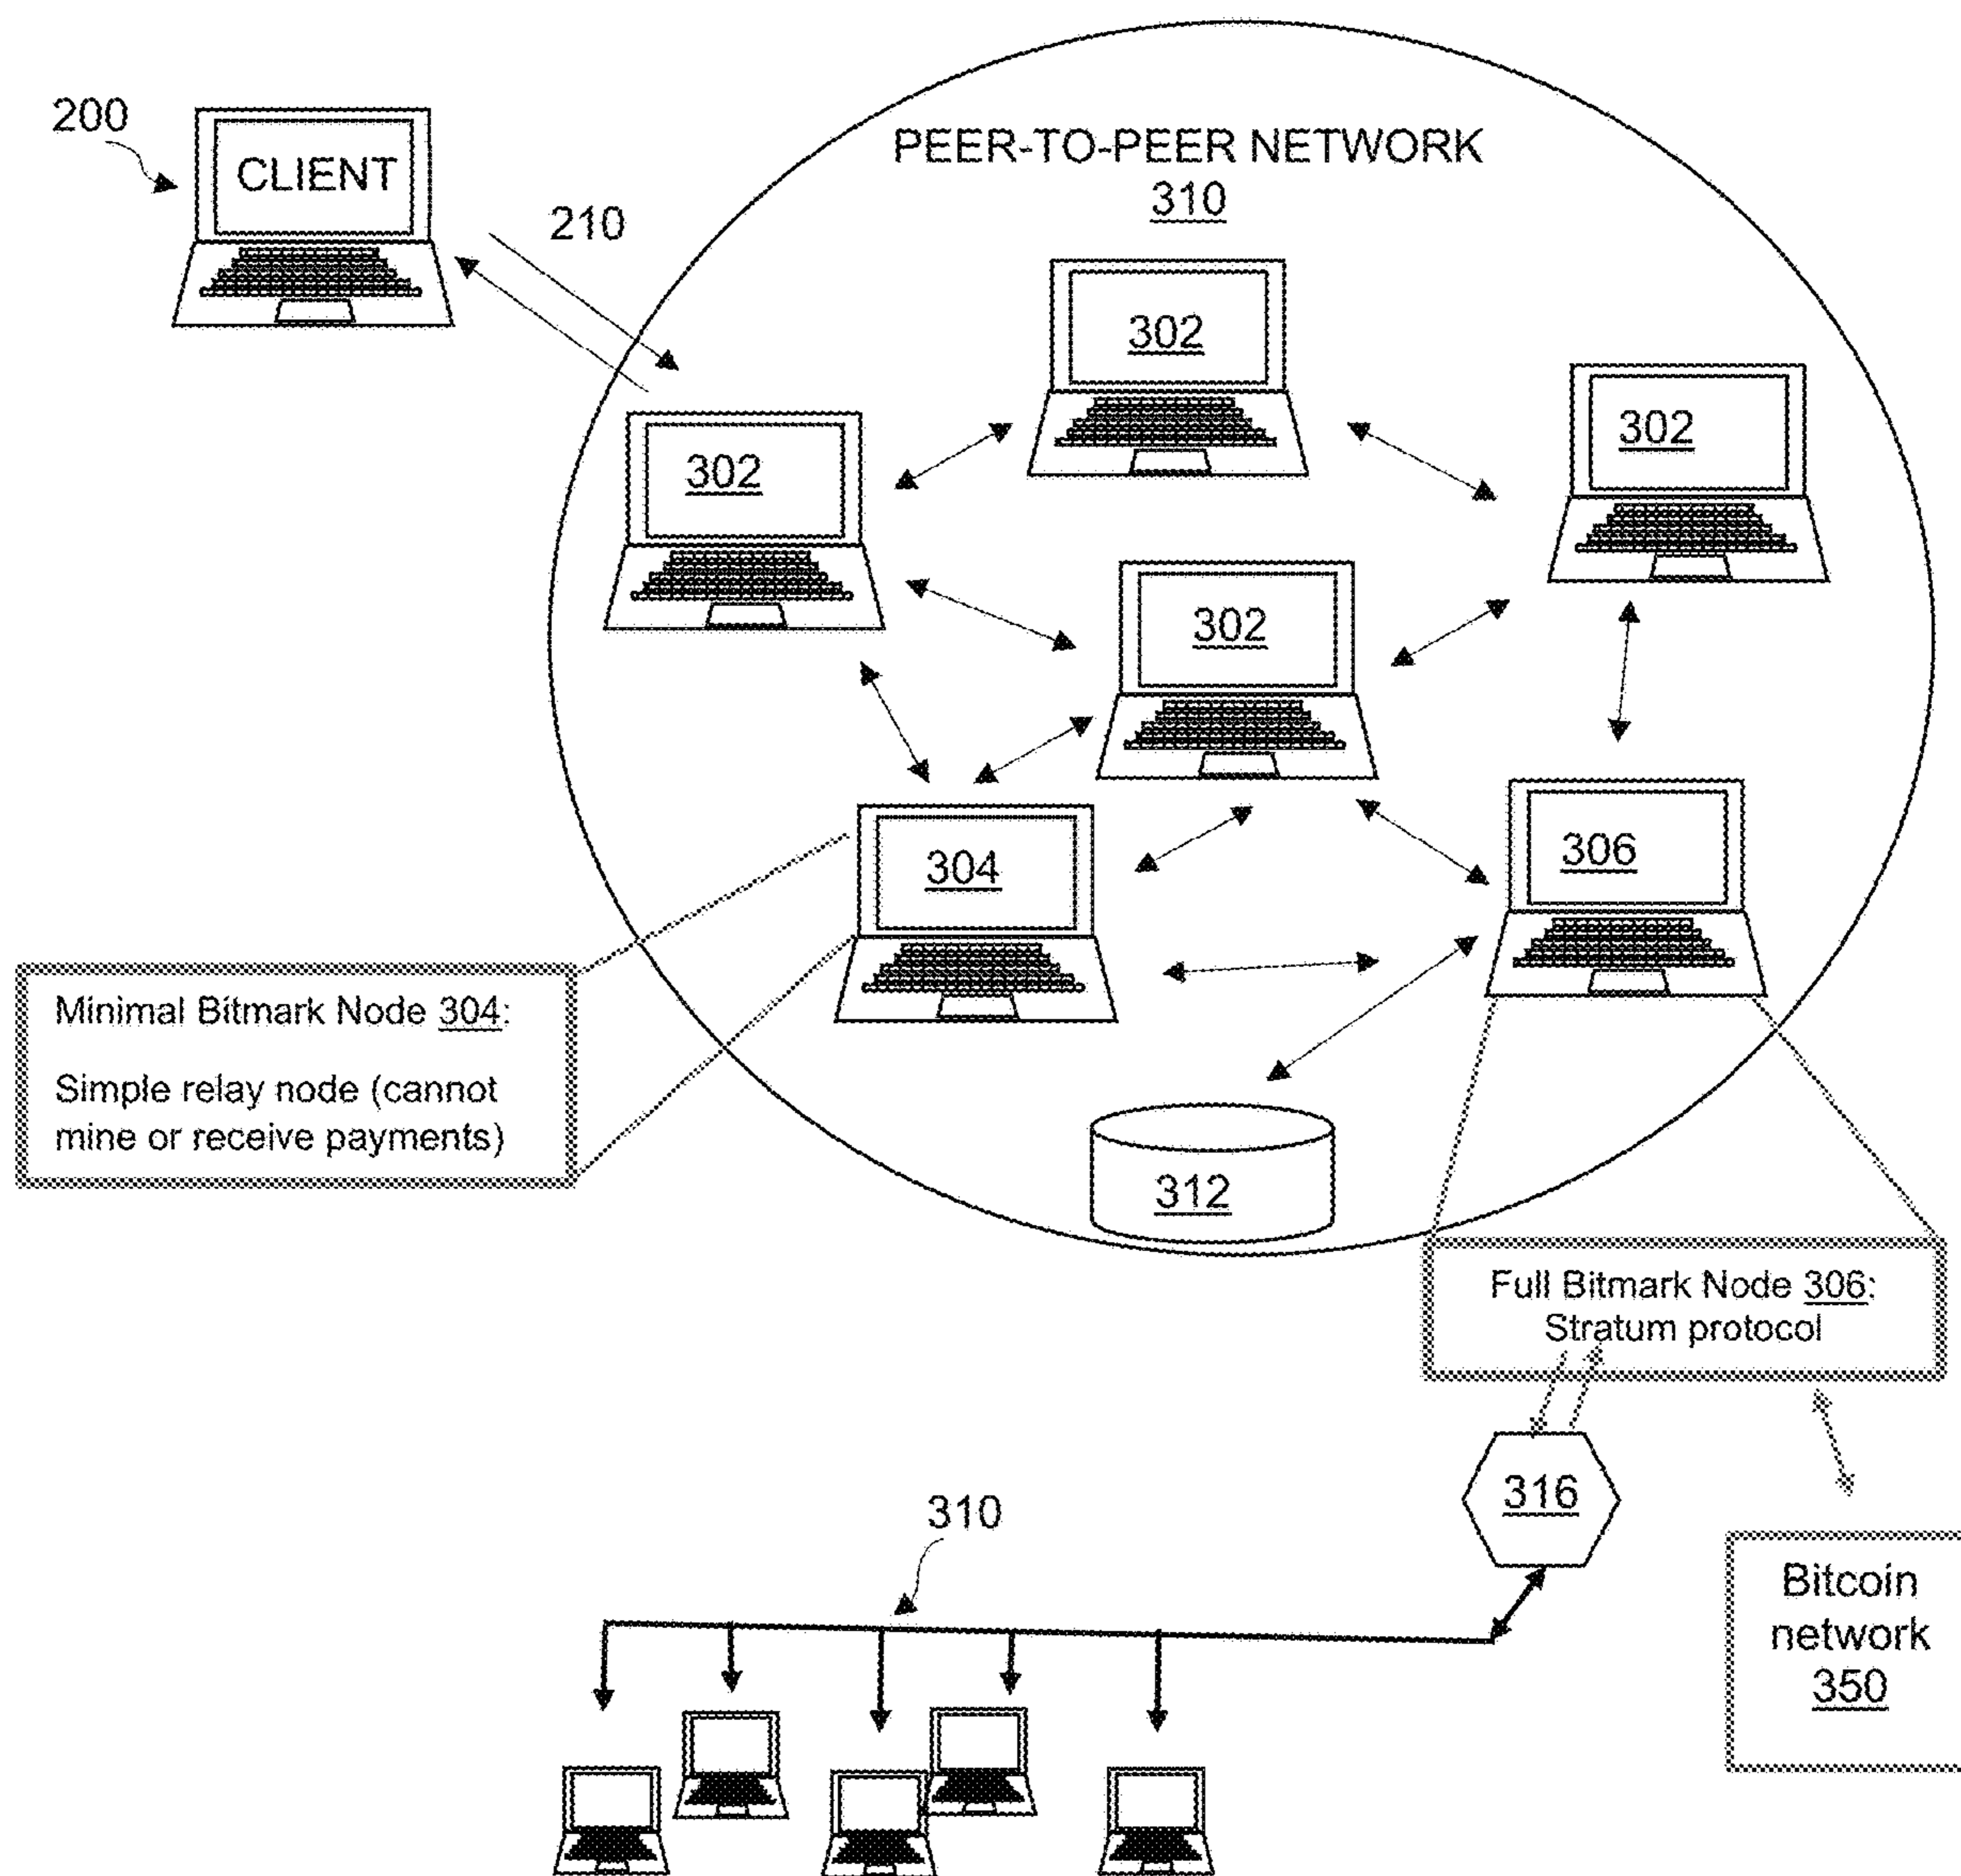 200
CLIENT
210
PEER-TO-PEER NETWORK
310
302
302
302
302
304
306
Minimal Bitmark Node 304:
Simple relay node (cannot
mine or receive payments)
312
Full Bitmark Node 306:
Stratum protocol
316
310
Bitcoin
network
350